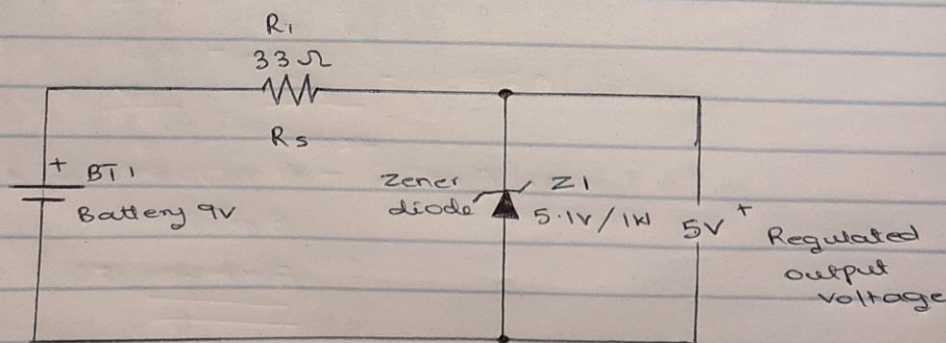 R1
33Ω
Rs
+ BT1
Battery 9V
Zener
diode
Z1
5.1V/1W
5V +
Regulated
output
voltage